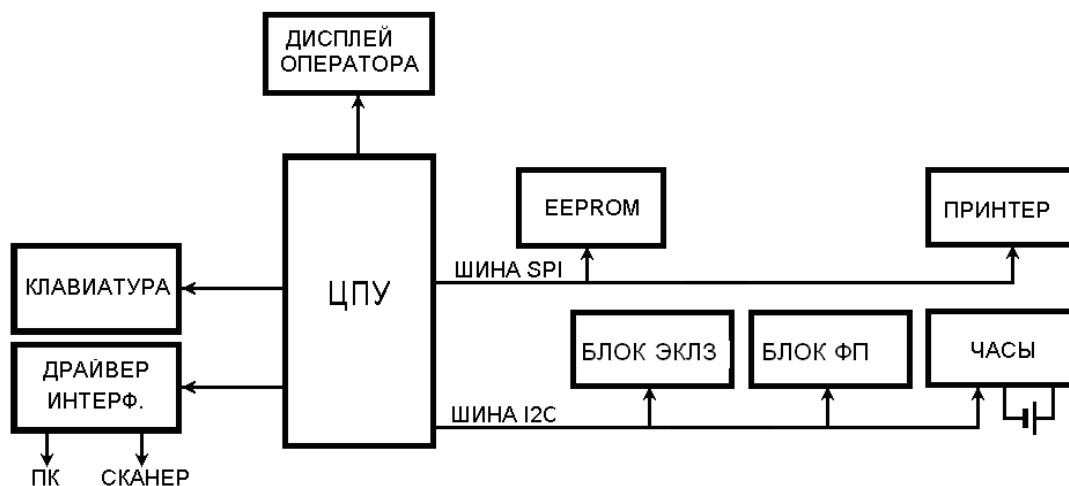 ДИСПЛЕЙ
ОПЕРАТОРА
EEPROM
ПРИНТЕР
ШИНА SPI
КЛАВИАТУРА
ЦПУ
БЛОК ЭКЛЗ
БЛОК ФП
ЧАСЫ
ДРАЙВЕР
ИНТЕРФ.
ШИНА I2C
ПК
СКАНЕР